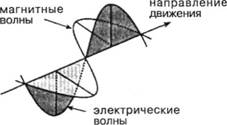 магнитные
волны
направление
движения
электрические
волны